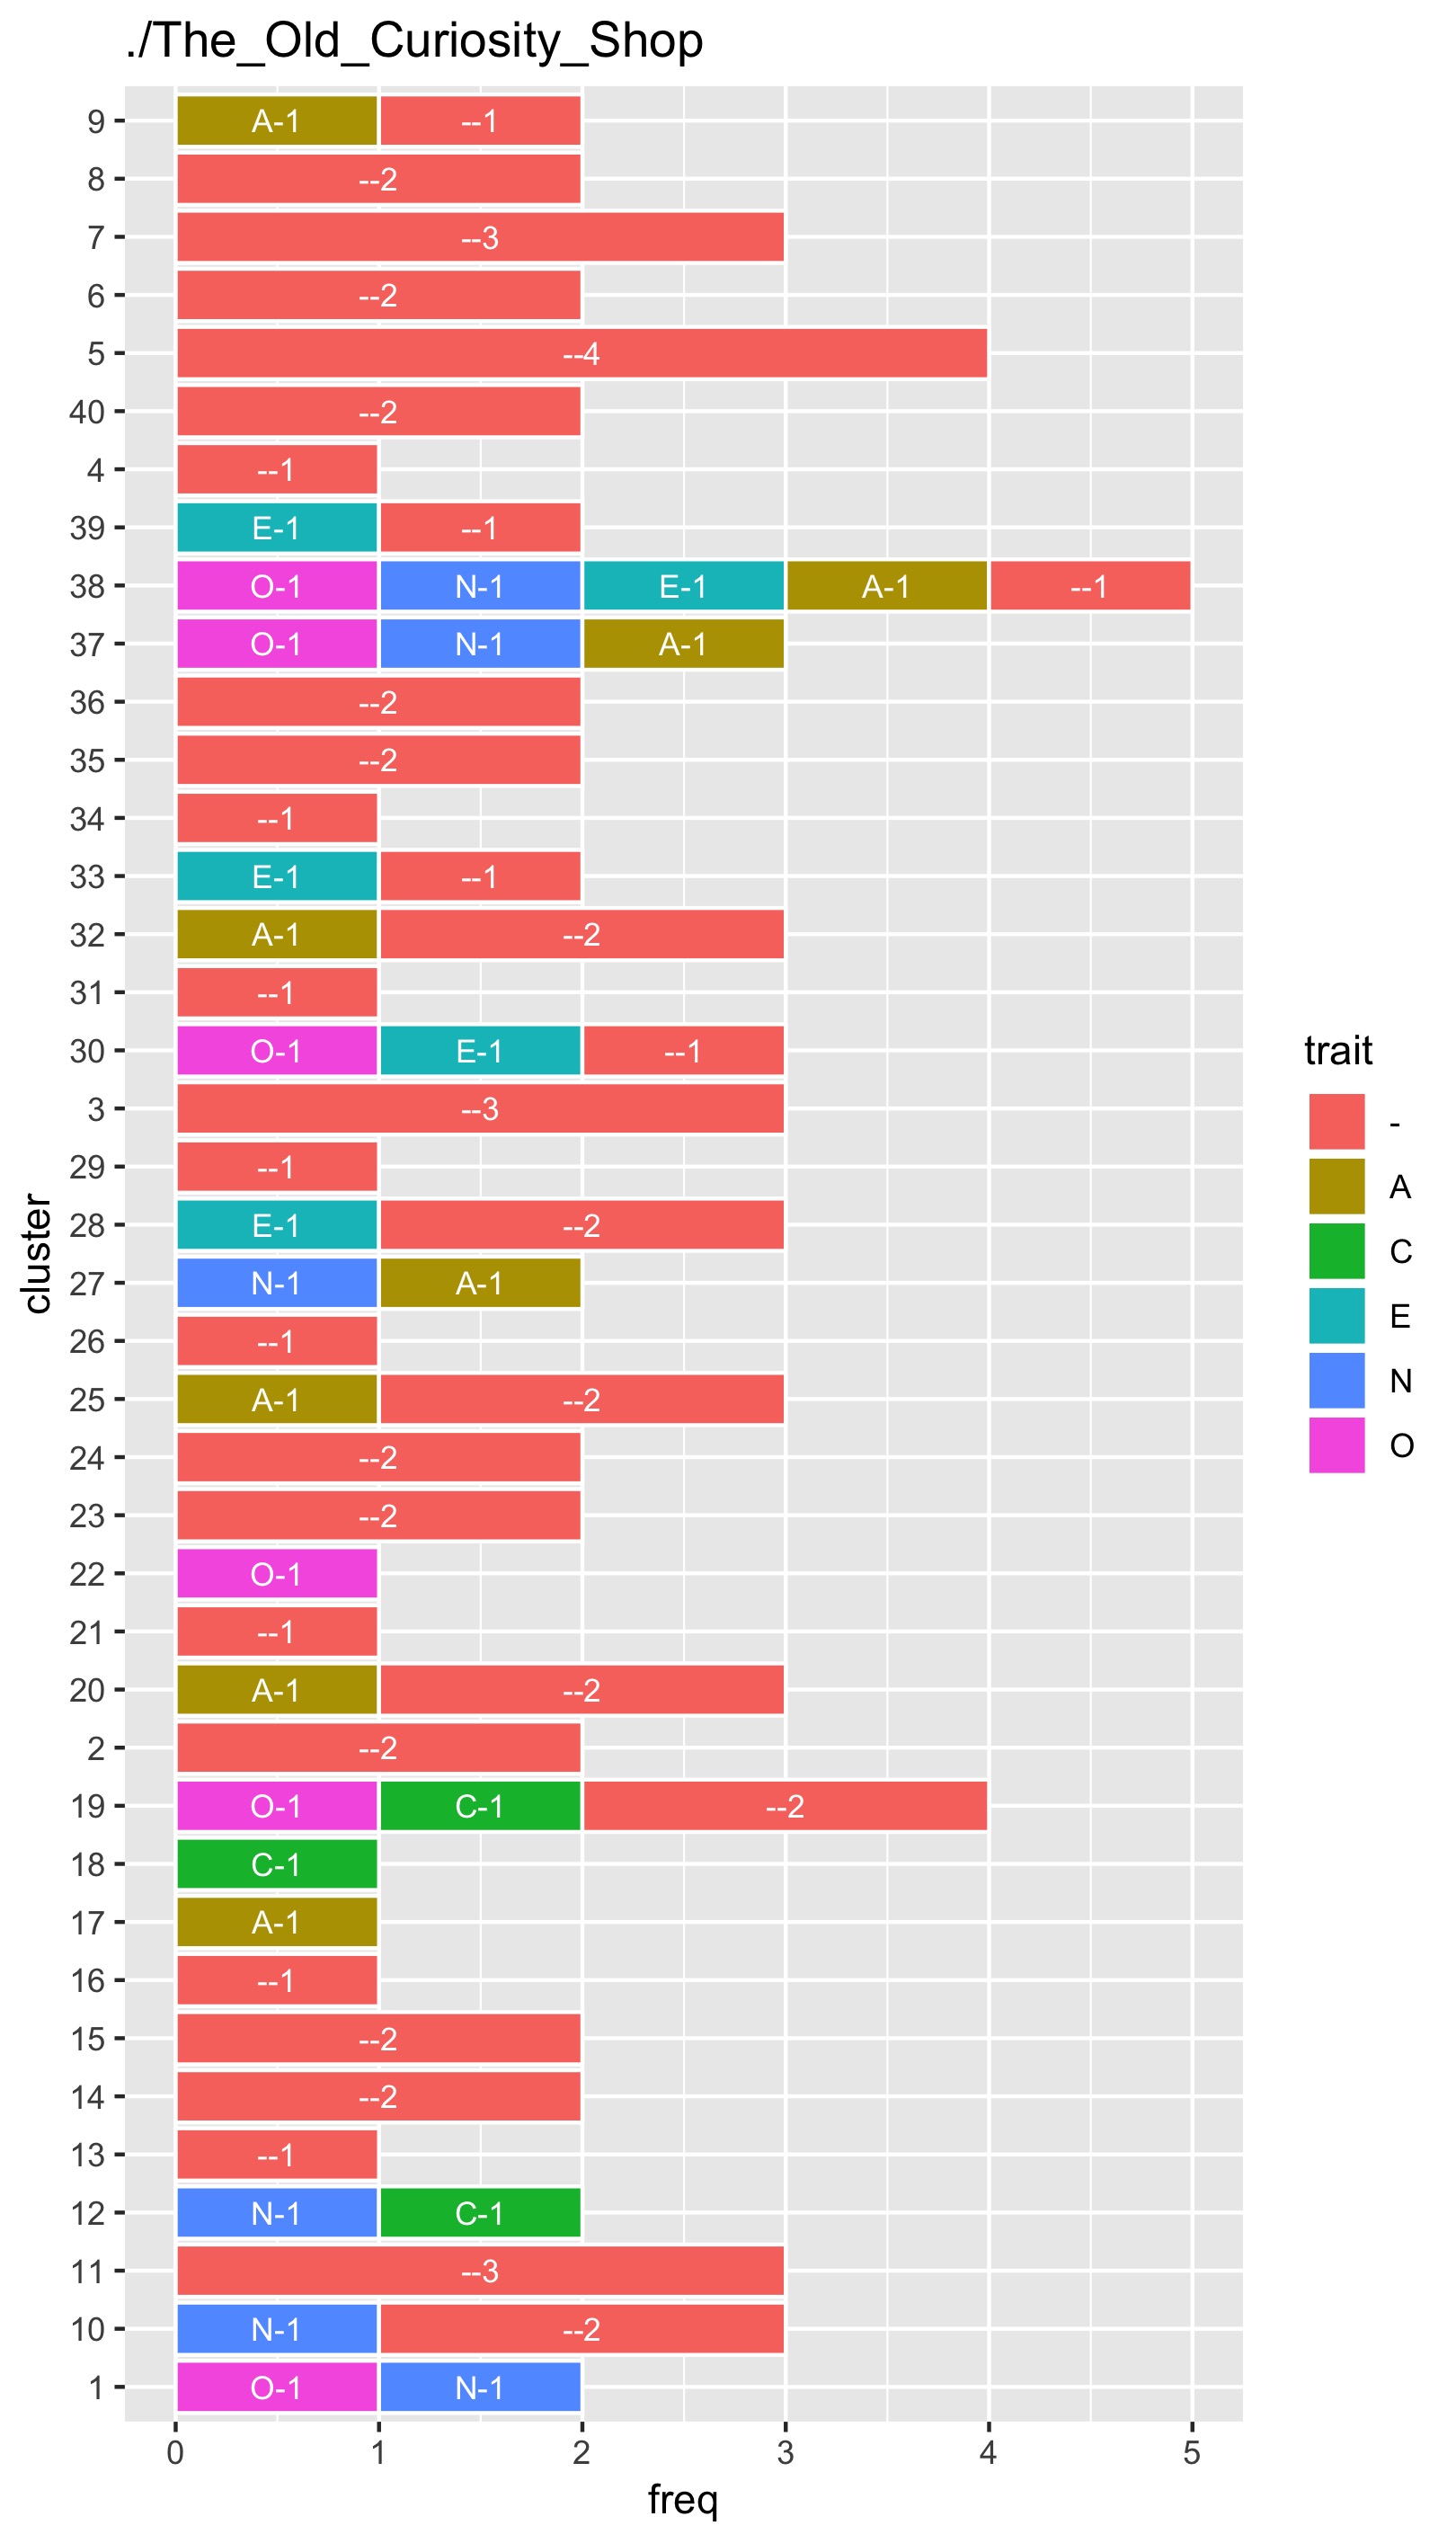 ./The_Old_Curiosity_Shop
9 A-1 --1
8 --2
7 --3
6 --2
5 --4
40 --2
4 --1
39 E-1 --1
38 O-1 N-1 E-1 A-1 --1
37 O-1 N-1 A-1
36 --2
35 --2
34 --1
33 E-1 --1
32 A-1 --2
31 --1
30 O-1 E-1 --1
3 --3
29 --1
28 E-1 --2
27 N-1 A-1
26 --1
25 A-1 --2
24 --2
23 --2
22 O-1
21 --1
20 A-1 --2
2 --2
19 O-1 C-1 --2
18 C-1
17 A-1
16 --1
15 --2
14 --2
13 --1
12 N-1 C-1
11 --3
10 N-1 --2
1 O-1 N-1
0 1 2 3 4 5
freq
cluster
trait
-
A
C
E
N
O